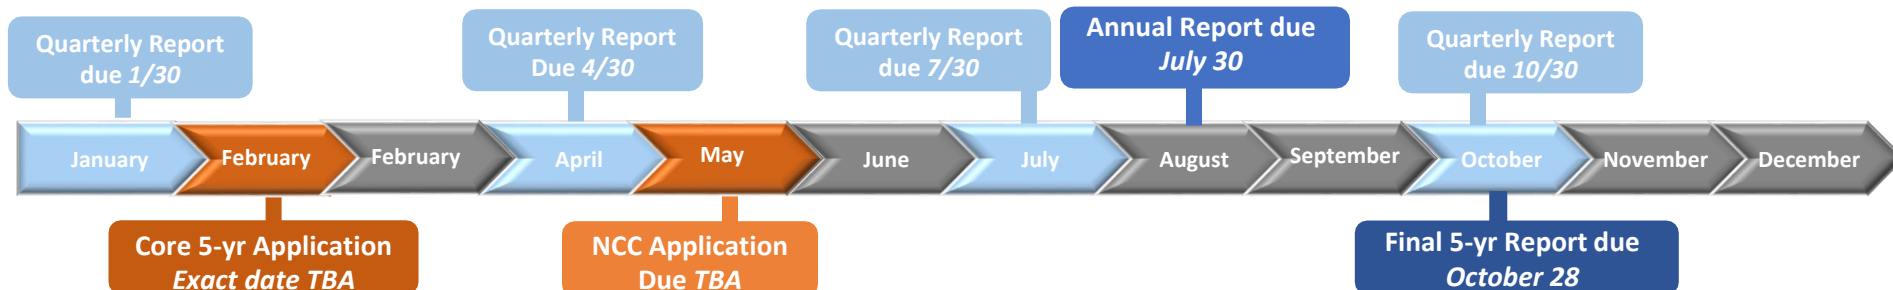 Quarterly Report
due 1/30
Quarterly Report
Due 4/30
Quarterly Report
due 7/30
Annual Report due
July 30
Quarterly Report
due 10/30
January
February
February
April
May
June
July
August
September
October
November
December
Core 5-yr Application
Exact date TBA
NCC Application
Due TBA
Final 5-yr Report due
October 28